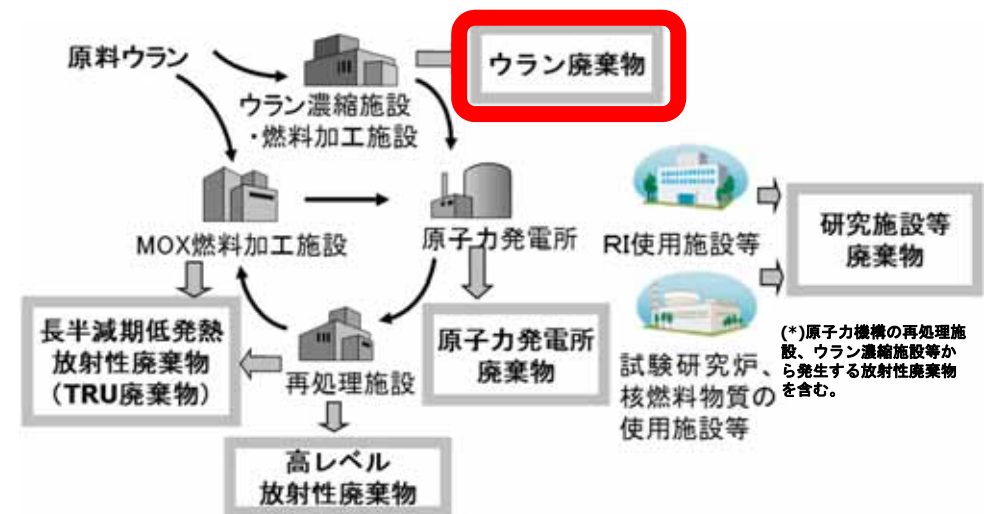 原料ウラン
ウラン濃縮施設
・燃料加工施設
ウラン廃棄物
MOX燃料加工施設
原子力発電所
RI使用施設等
研究施設等
廃棄物
長半減期低発熱
放射性廃棄物
（TRU廃棄物）
再処理施設
原子力発電所
廃棄物
試験研究炉、
核燃料物質の
使用施設等
(*)原子力機構の再処理施
設、ウラン濃縮施設等か
ら発生する放射性廃棄物
を含む。
高レベル
放射性廃棄物